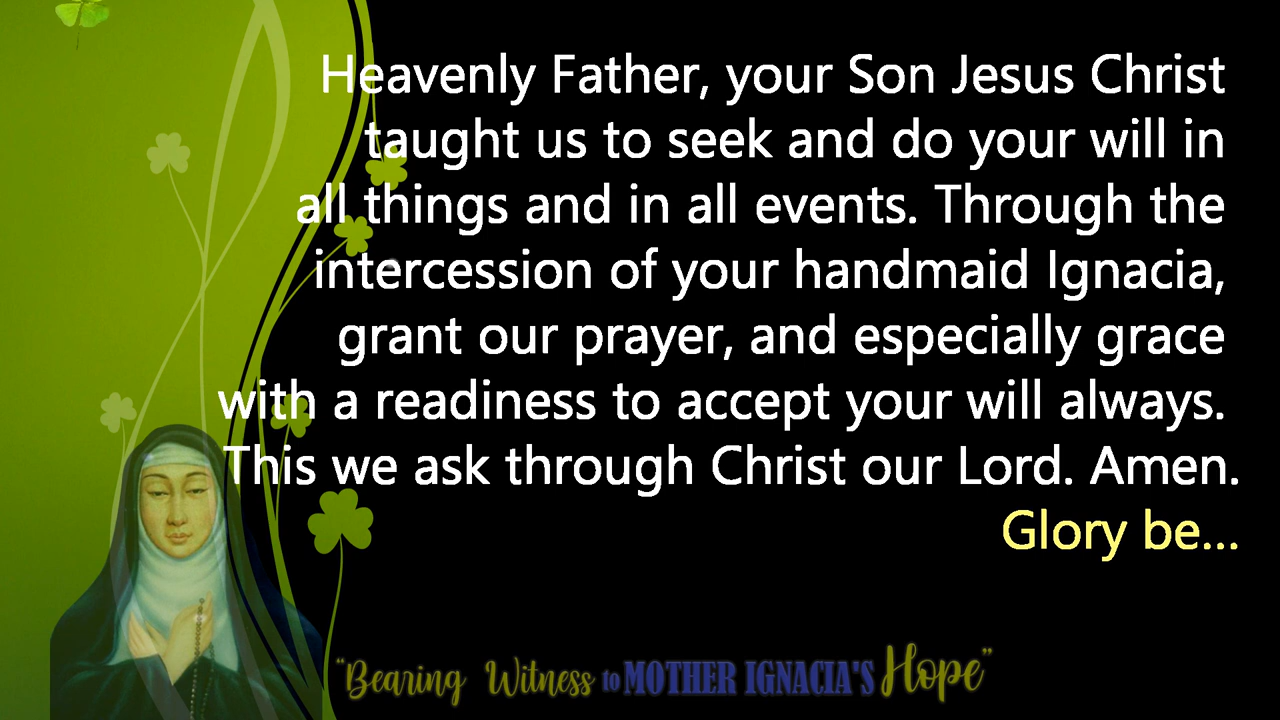 Heavenly Father, your Son Jesus Christ
taught us to seek and do your will in
all things and in all events. Through the
intercession of your handmaid Ignacia,
grant our prayer, and especially grace
with a readiness to accept your will always.
This we ask through Christ our Lord. Amen.
Glory be...
"Bearing Witness to MOTHER IGNACIA'S Hope"